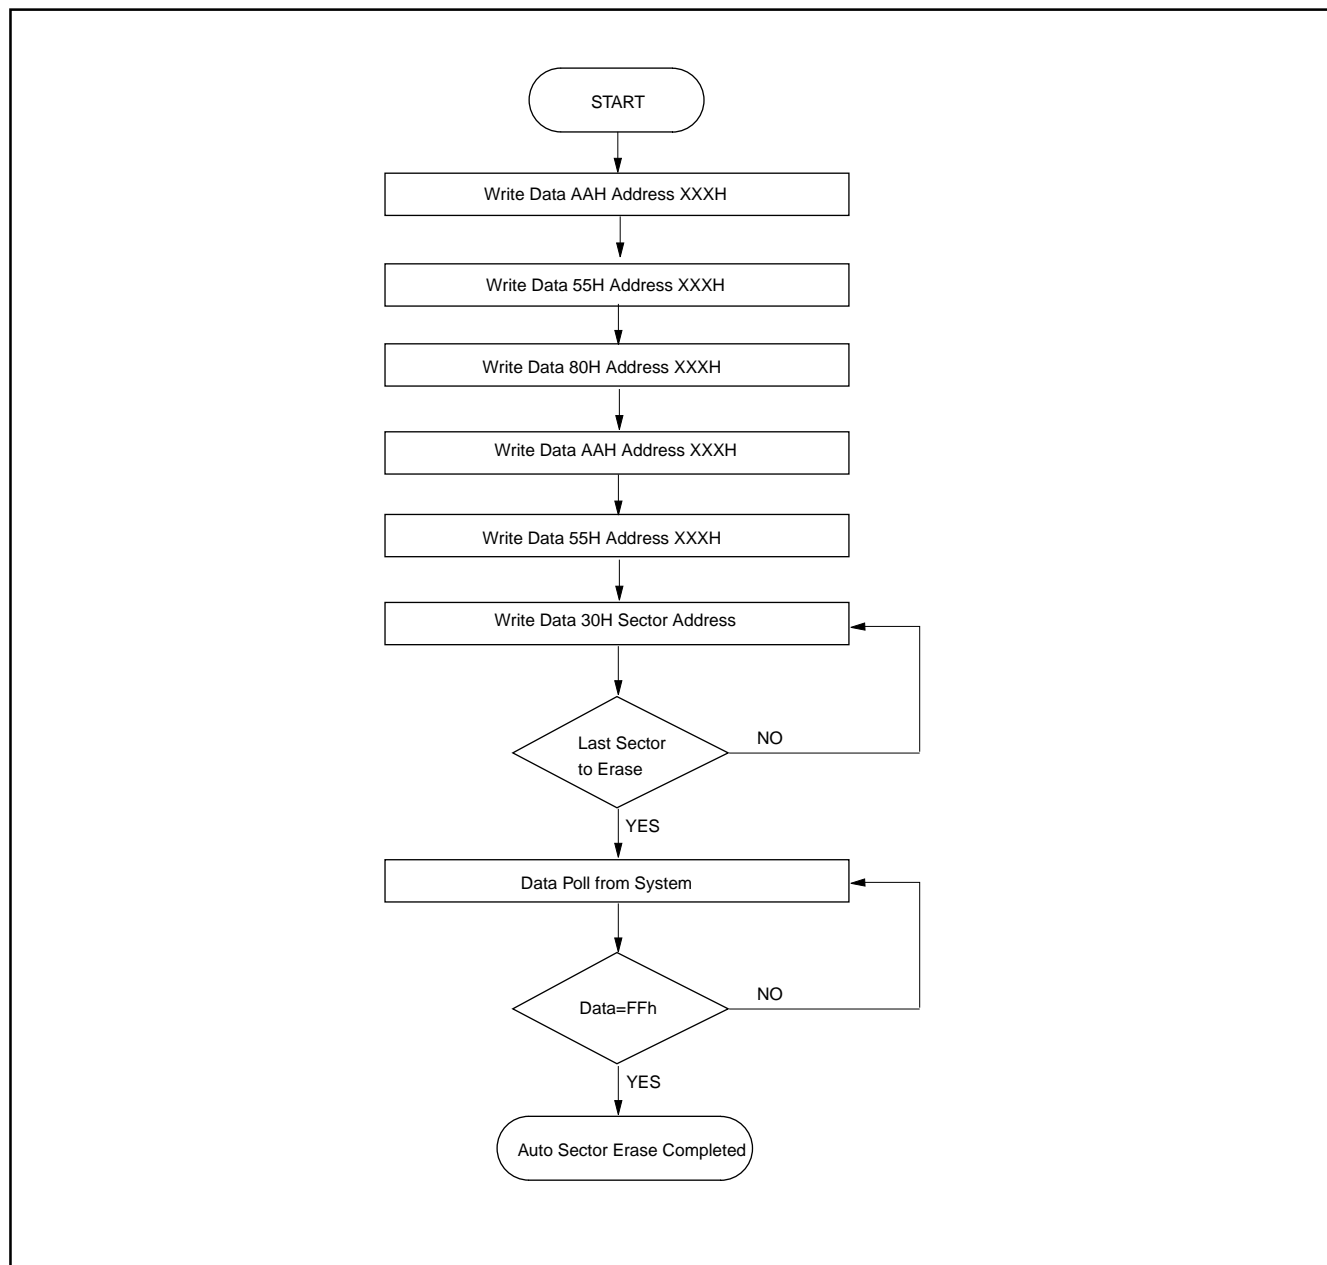 START
Write Data AAH Address XXXH
Write Data 55H Address XXXH
Write Data 80H Address XXXH
Write Data AAH Address XXXH
Write Data 55H Address XXXH
Write Data 30H Sector Address
Last Sector
to Erase
NO
YES
Data Poll from System
Data=FFh
NO
YES
Auto Sector Erase Completed